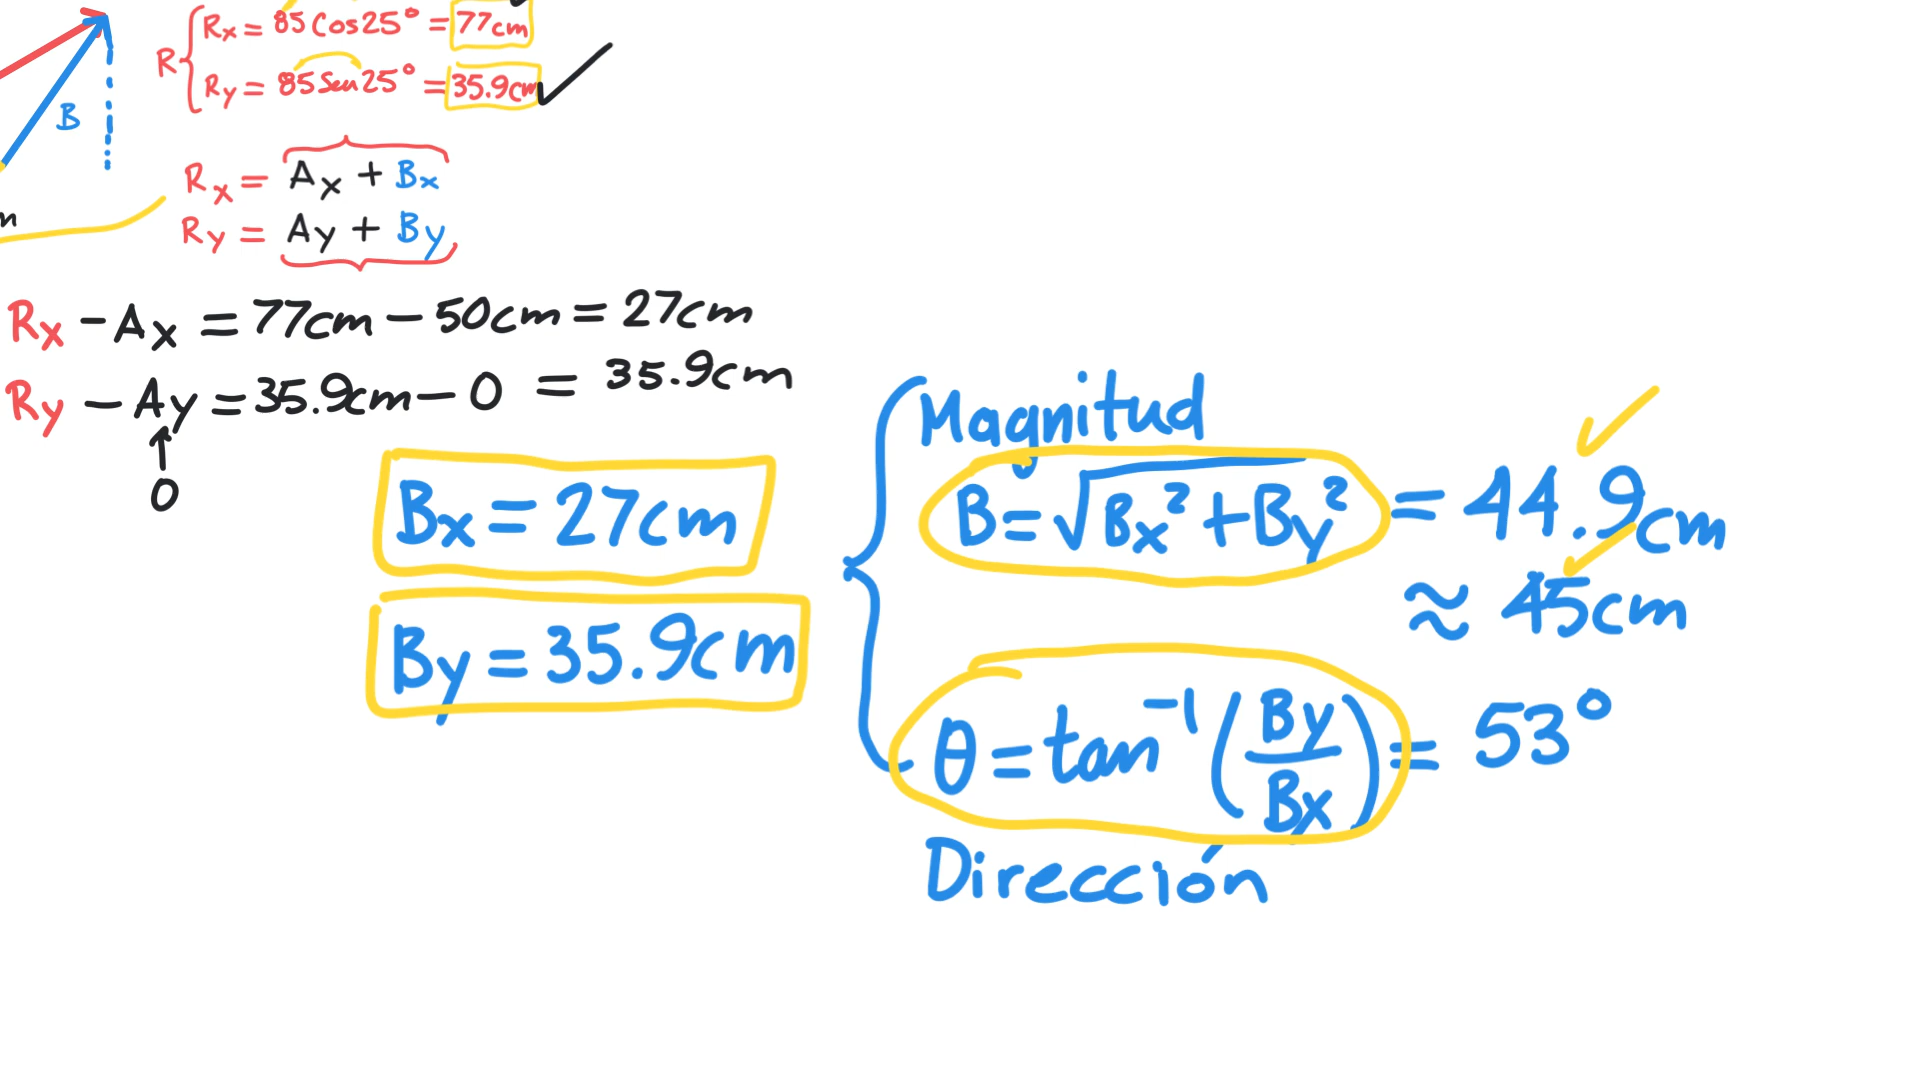 R { Rx = 85 Cos25° = 77cm
Ry = 85 Sen25° = 35.9cm
B
Rx = Ax + Bx
Ry = Ay + By
Rx - Ax = 77cm - 50cm = 27cm
Ry - Ay = 35.9cm - 0 = 35.9cm
0
Bx = 27cm
By = 35.9cm
Magnitud
B = √Bx² + By² = 44.9cm
≈ 45cm
θ = tan⁻¹ (By/Bx) = 53°
Dirección